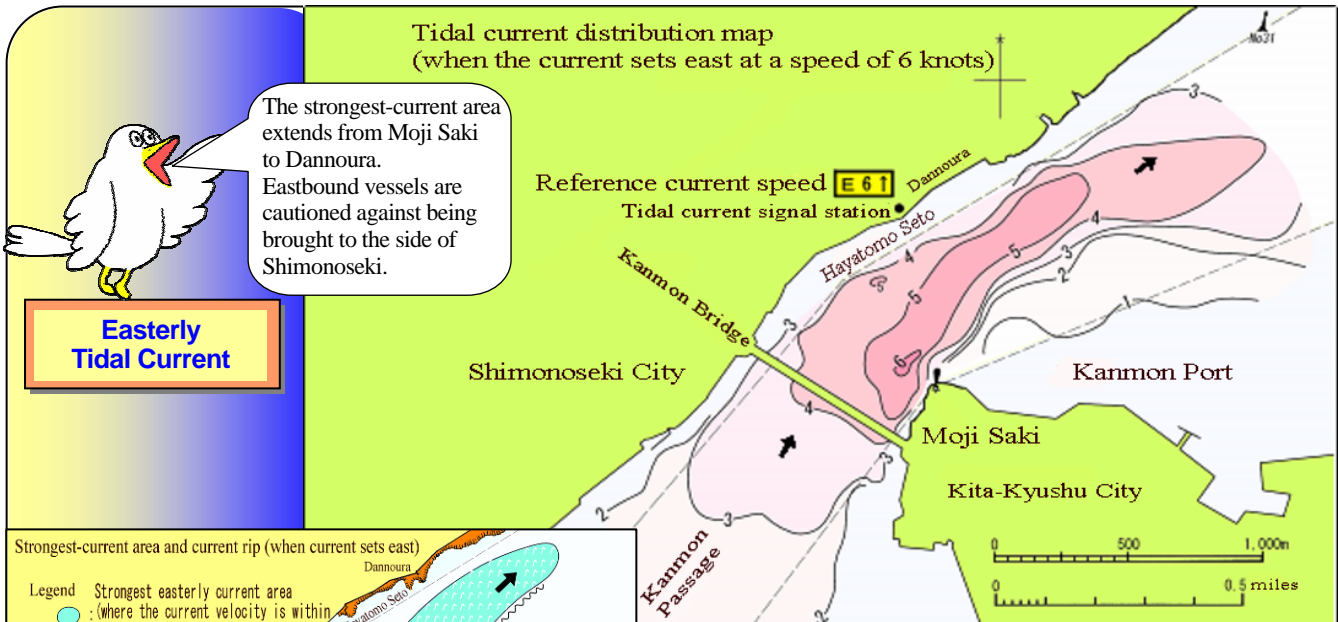 Tidal current distribution map
(when the current sets east at a speed of 6 knots)
No31
The strongest-current area
extends from Moji Saki
to Dannoura.
Eastbound vessels are
cautioned against being
brought to the side of
Shimonoseki.
Easterly
Tidal Current
Reference current speed E 6 ↑
Tidal current signal station
Dannoura
Hayatomo Seto
Kannon Bridge
Shimonoseki City
Kanmon Port
Moji Saki
Kita-Kyushu City
Kanmon
Passage
3
4
4
5
3
2
1
5
6
3
4
3
3
2
2
2
0 500 1,000m
0 0.5 miles
Strongest-current area and current rip (when current sets east)
Dannoura
Legend Strongest easterly current area
: (where the current velocity is within
Hayatomo Seto